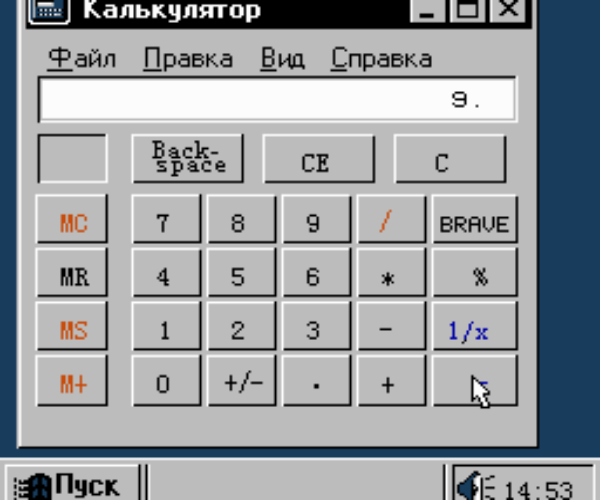 Калькулятор
Файл Правка Вид Справка
9.
Back-space CE C
MC 7 8 9 / BRAVE
MR 4 5 6 * %
MS 1 2 3 - 1/x
M+ 0 +/- . +
Пуск 14:53